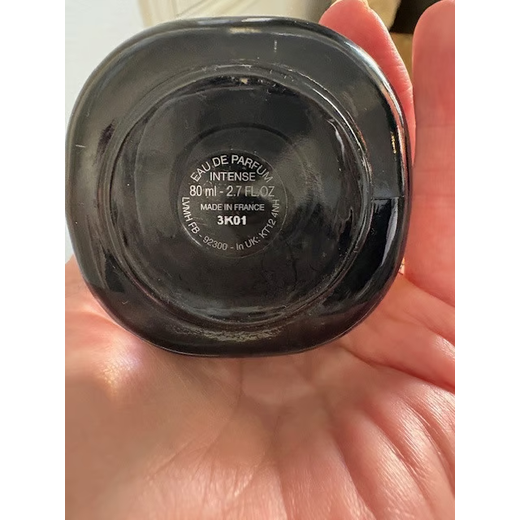 EAU DE PARFUM
INTENSE
80 ml - 2.7 FL.OZ
MADE IN FRANCE
3K01
LVMH FB - 92300 - In UK: KT12 4NH